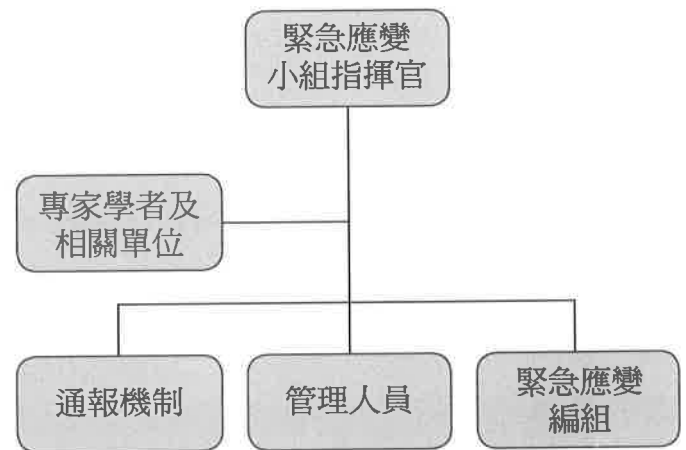 緊急應變
小組指揮官
專家學者及
相關單位
通報機制
管理人員
緊急應變
編組